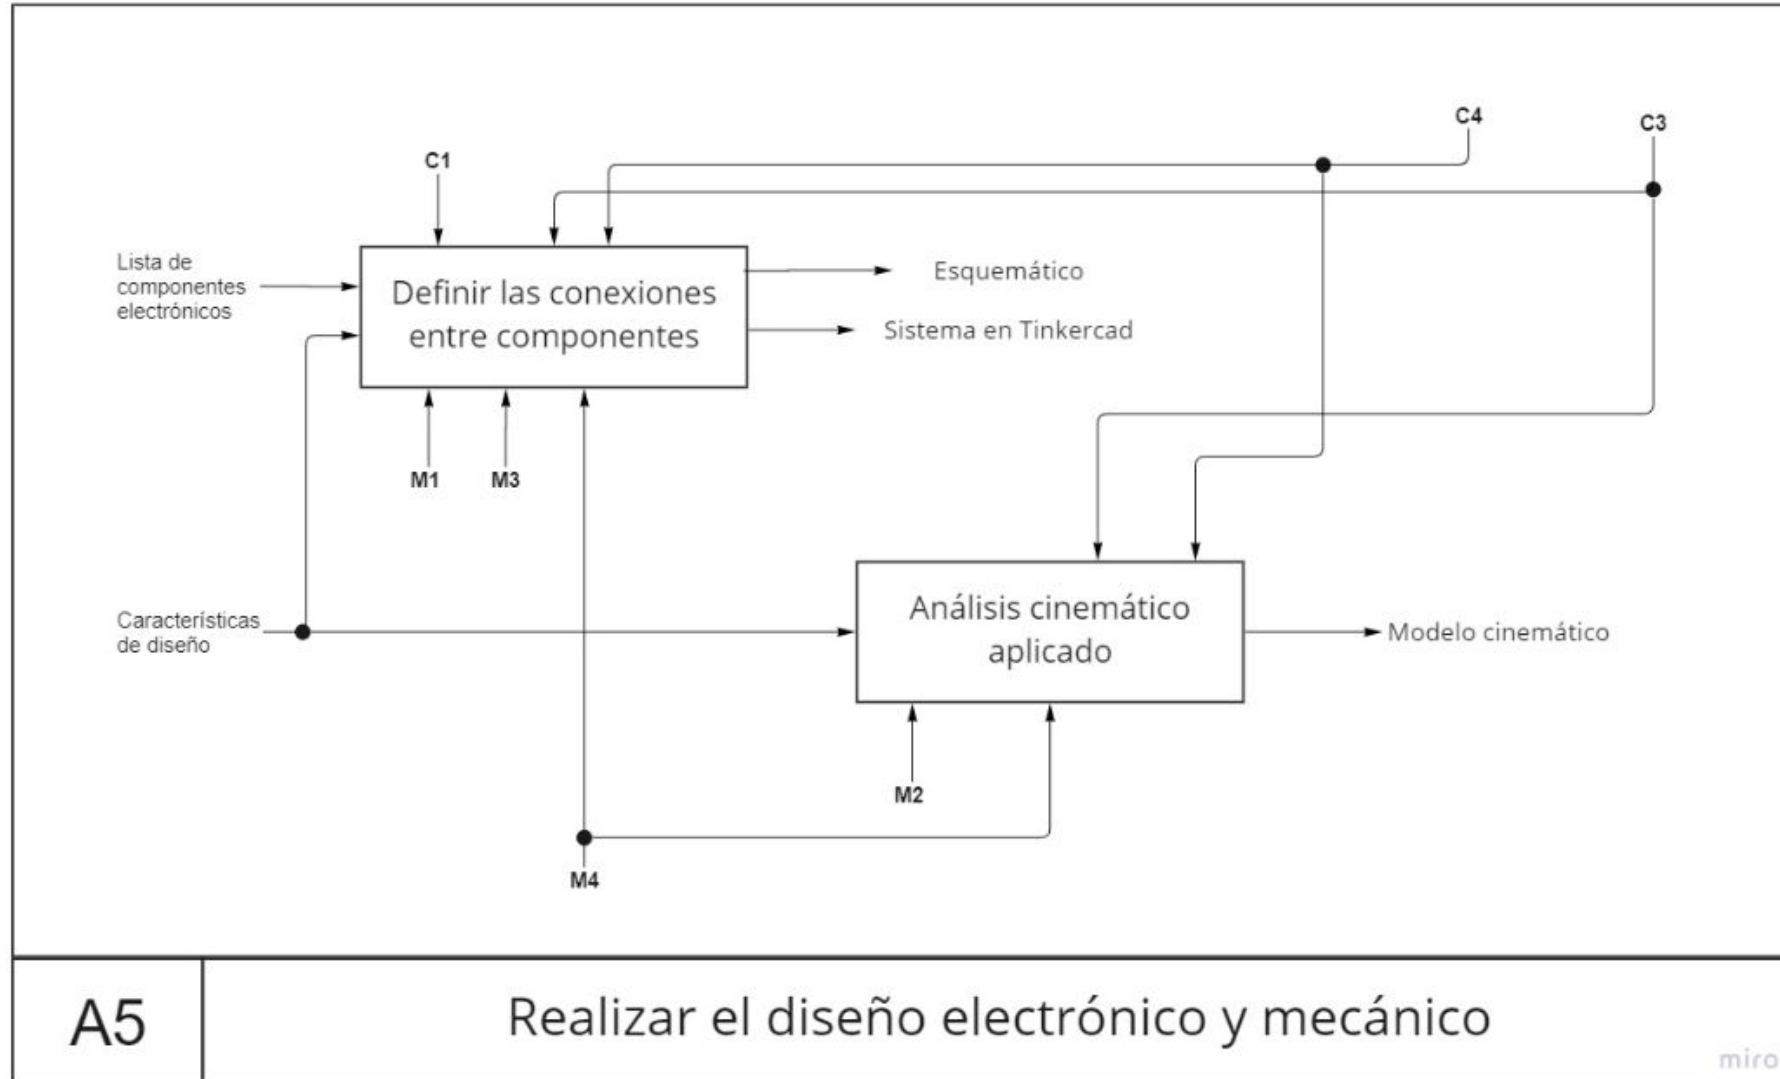 C4
C3
C1
Lista de
componentes
electrónicos
Definir las conexiones
entre componentes
Esquemático
Sistema en Tinkercad
M1
M3
Característísticas
de diseño
Análisis cinemático
aplicado
Modelo cinemático
M2
M4
A5
Realizar el diseño electrónico y mecánico
miro